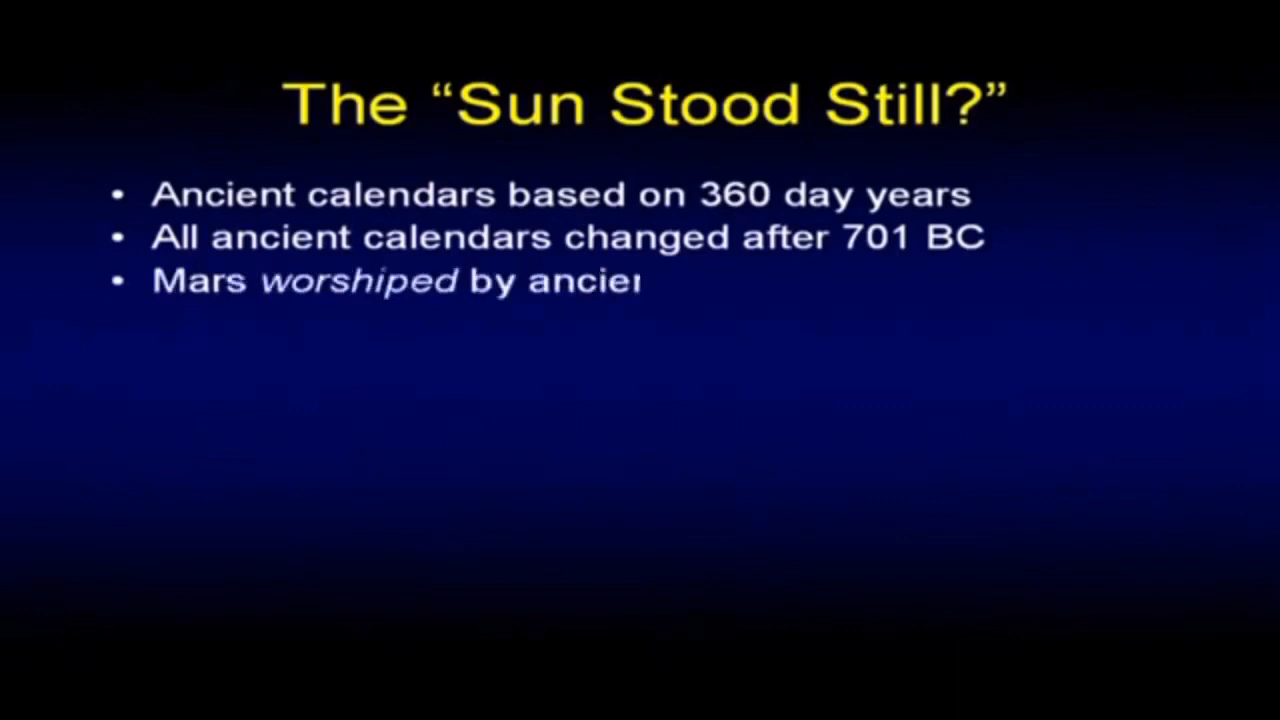 The “Sun Stood Still?”
• Ancient calendars based on 360 day years
• All ancient calendars changed after 701 BC
• Mars worshiped by